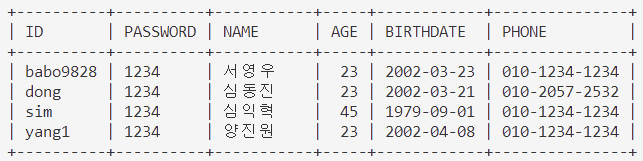 +----------+----------+-----------+-----+------------+---------------+
| ID       | PASSWORD | NAME      | AGE | BIRTHDATE  | PHONE         |
+----------+----------+-----------+-----+------------+---------------+
| babo9828 | 1234     | 서영우    |  23 | 2002-03-23 | 010-1234-1234 |
| dong     | 1234     | 심동진    |  23 | 2002-03-21 | 010-2057-2532 |
| sim      | 1234     | 심익혁    |  45 | 1979-09-01 | 010-1234-1234 |
| yang1    | 1234     | 양진원    |  23 | 2002-04-08 | 010-1234-1234 |
+----------+----------+-----------+-----+------------+---------------+